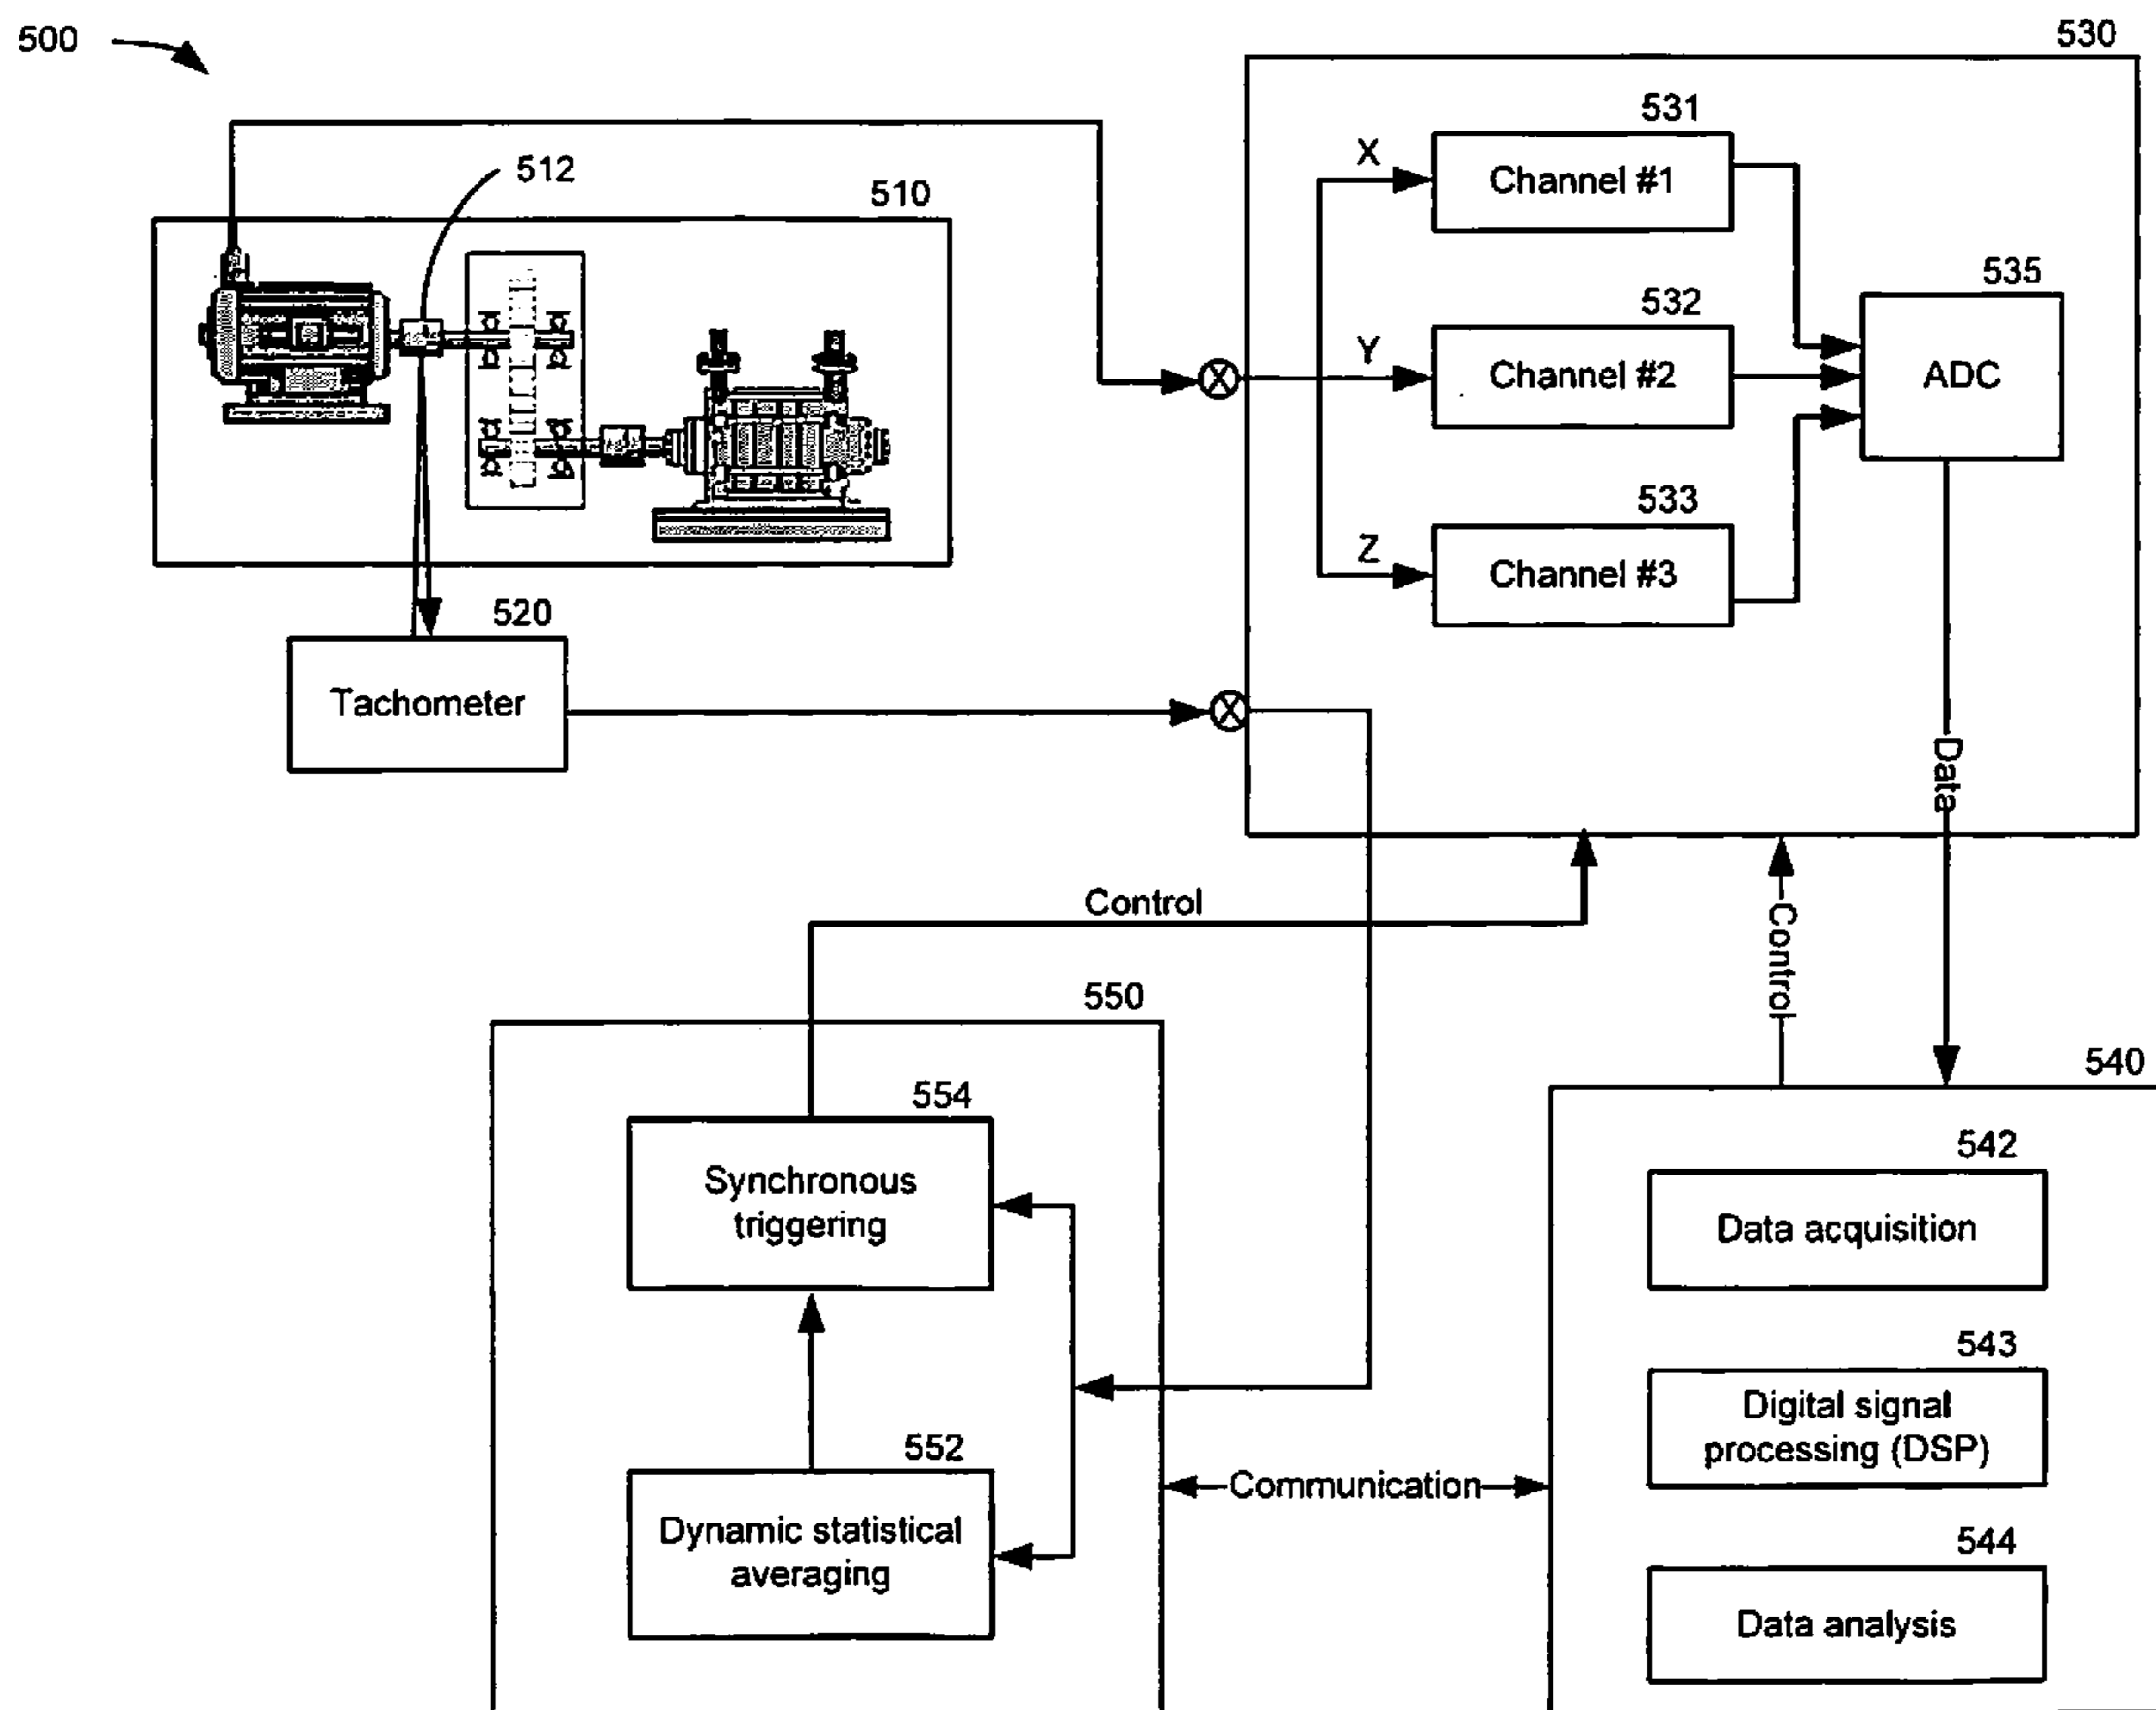 500
530
531
X
Channel #1
512
510
535
532
Y
Channel #2
ADC
533
Z
Channel #3
520
Tachometer
Data
Control
Control
550
540
554
Synchronous
triggering
542
Data acquisition
543
Digital signal
processing (DSP)
552
Communication
Dynamic statistical
averaging
544
Data analysis